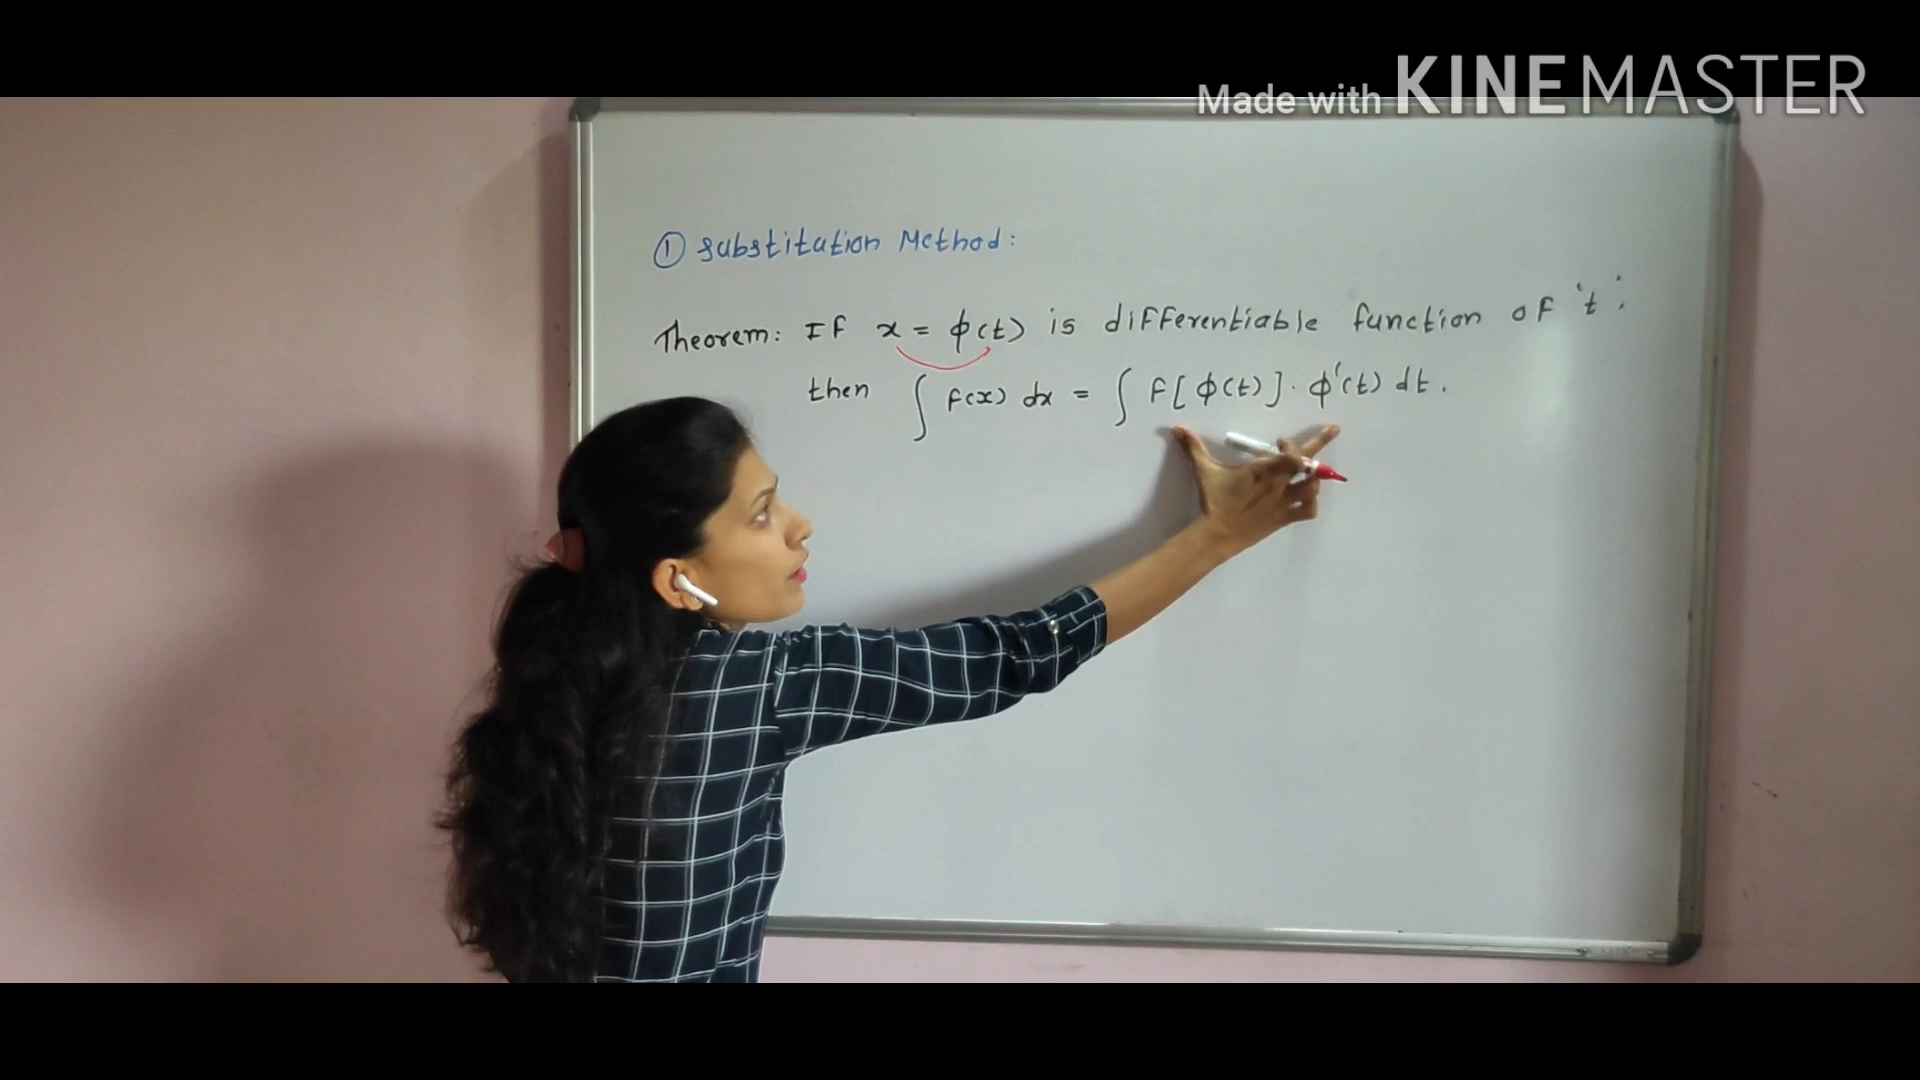 Made with KINEMASTER
① Substitution Method:
Theorem: If x = ϕ(t) is differentiable function of 't'.
then ∫ f(x) dx = ∫ f[ϕ(t)] · ϕ'(t) dt.